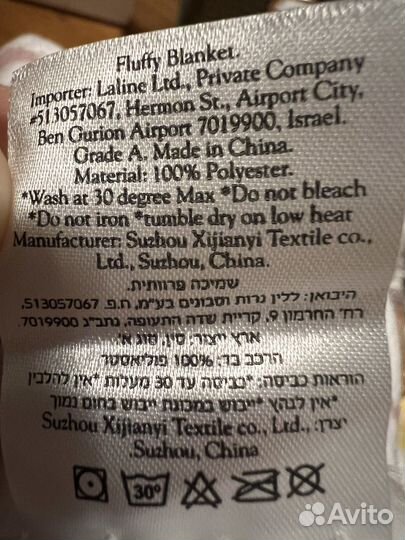 Fluffy Blanket.
Importer: Laline Ltd., Private Company
#513057067, Hermon St., Airport City,
Ben Gurion Airport 7019900, Israel.
Grade A. Made in China.
Material: 100% Polyester.
*Wash at 30 degree Max *Do not bleach
*Do not iron *tumble dry on low heat
Manufacturer: Suzhou Xijianyi Textile co.,
Ltd., Suzhou, China.
שמיכה פרוותית.
היבואן: ללין נרות וסבונים בע"מ, ח.פ. 513057067,
רח' החרמון 9, קריית שדה התעופה, נתב"ג 7019900
ארץ ייצור: סין. סוג א'.
הרכב בד: 100% פוליאסטר
הוראות כביסה: *כביסה עד 30 מעלות *אין להלבין
*אין לגהץ *ייבוש במכונת ייבוש בחום נמוך
יצרן: Suzhou Xijianyi Textile co., Ltd.,
Suzhou, China.
30°
Avito